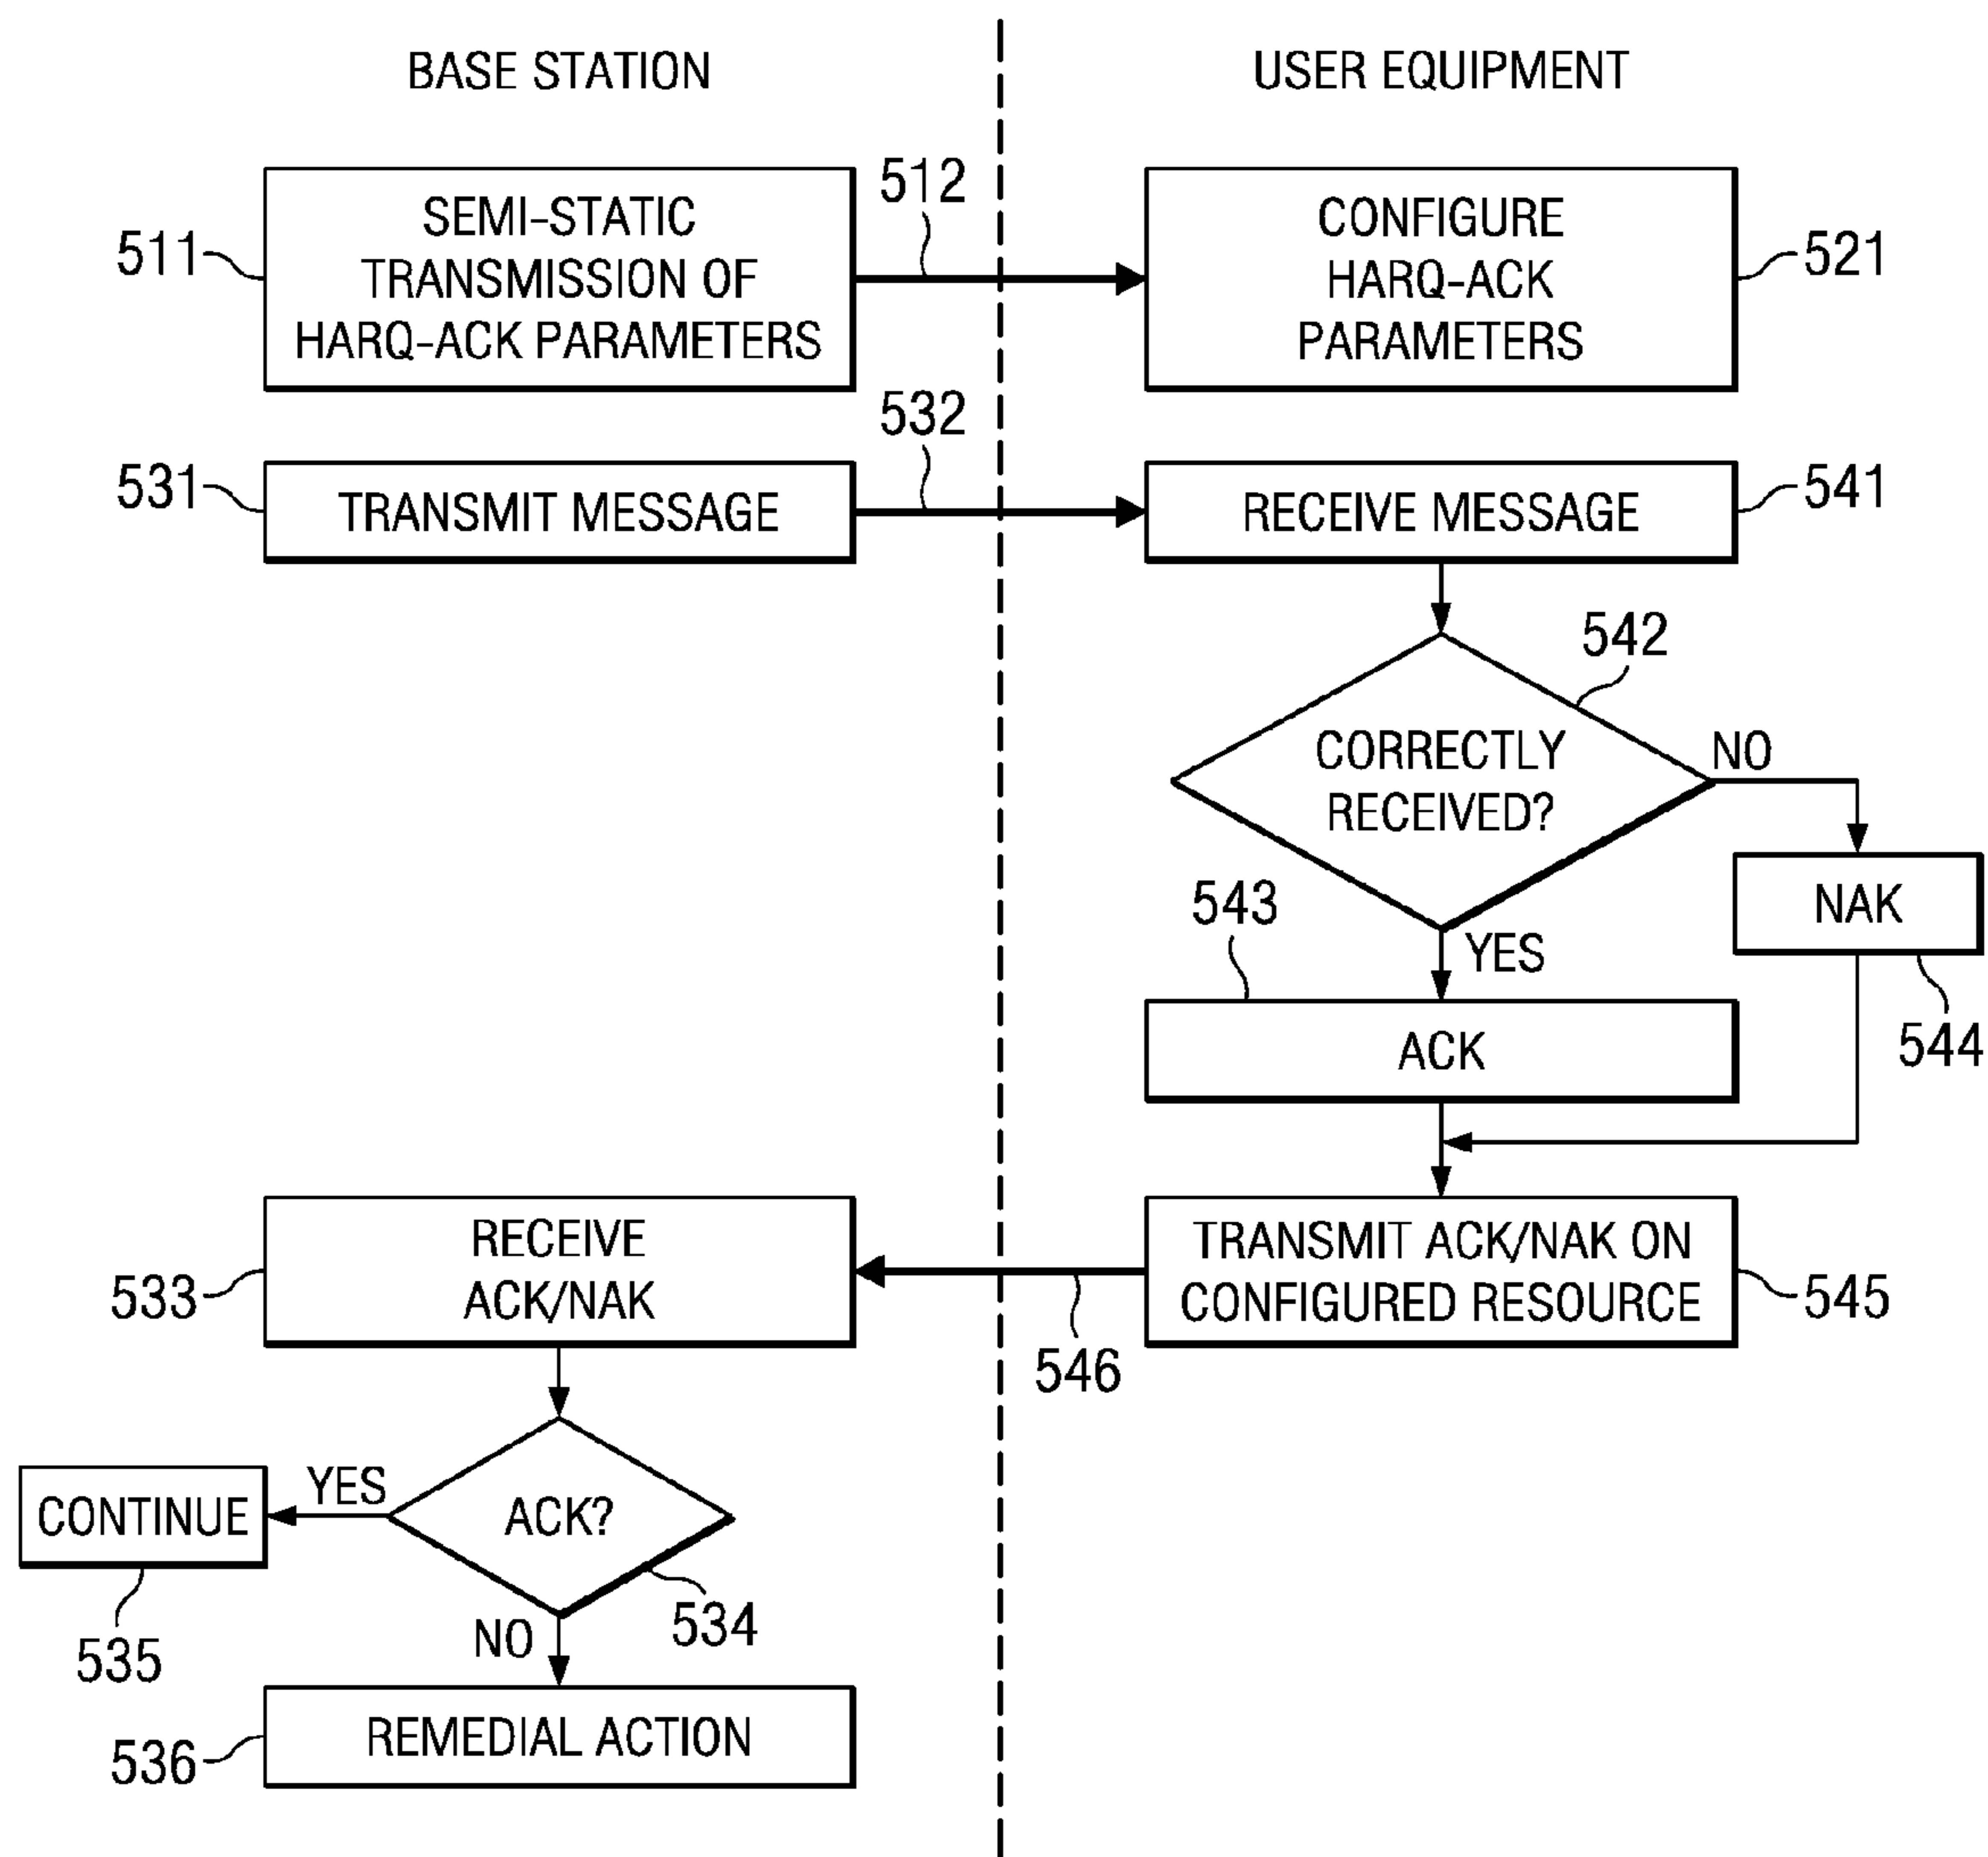 BASE STATION
USER EQUIPMENT
512
511
SEMI-STATIC
TRANSMISSION OF
HARQ-ACK PARAMETERS
CONFIGURE
HARQ-ACK
PARAMETERS
521
532
531
TRANSMIT MESSAGE
RECEIVE MESSAGE
541
542
CORRECTLY
RECEIVED?
NO
NAK
544
543
YES
ACK
533
RECEIVE
ACK/NAK
TRANSMIT ACK/NAK ON
CONFIGURED RESOURCE
545
546
YES
CONTINUE
535
ACK?
534
NO
536
REMEDIAL ACTION